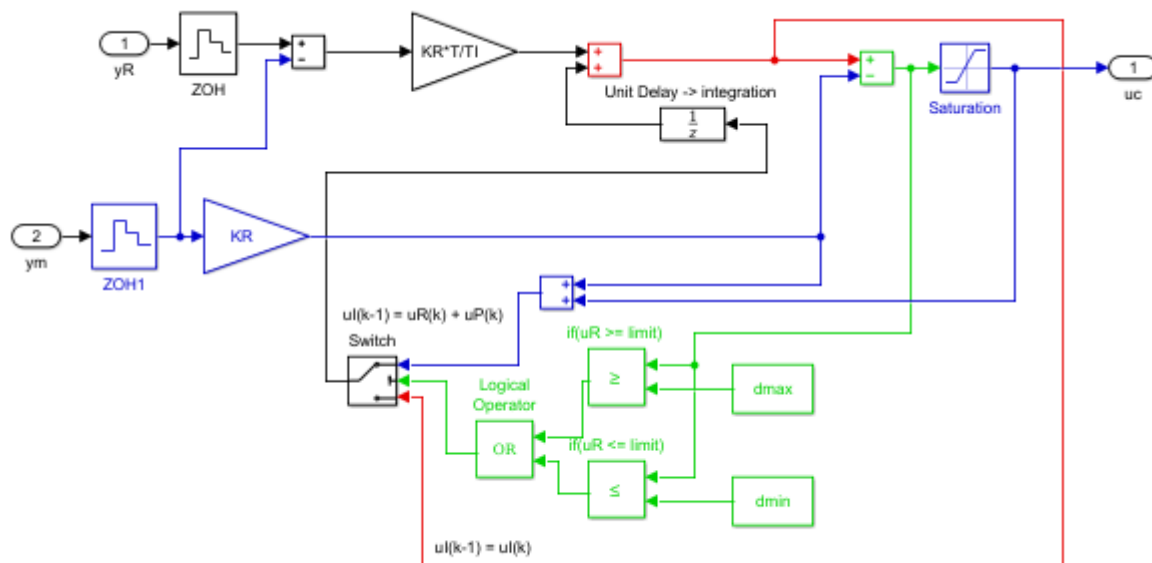 1
yR
ZOH
+
-
KR*T/TI
+
+
Unit Delay -> integration
1
z
+
−
Saturation
1
uc
2
ym
ZOH1
KR
+
+
uI(k-1) = uR(k) + uP(k)
Switch
if(uR >= limit)
≥
dmax
Logical
Operator
OR
if(uR <= limit)
≤
dmin
uI(k-1) = uI(k)